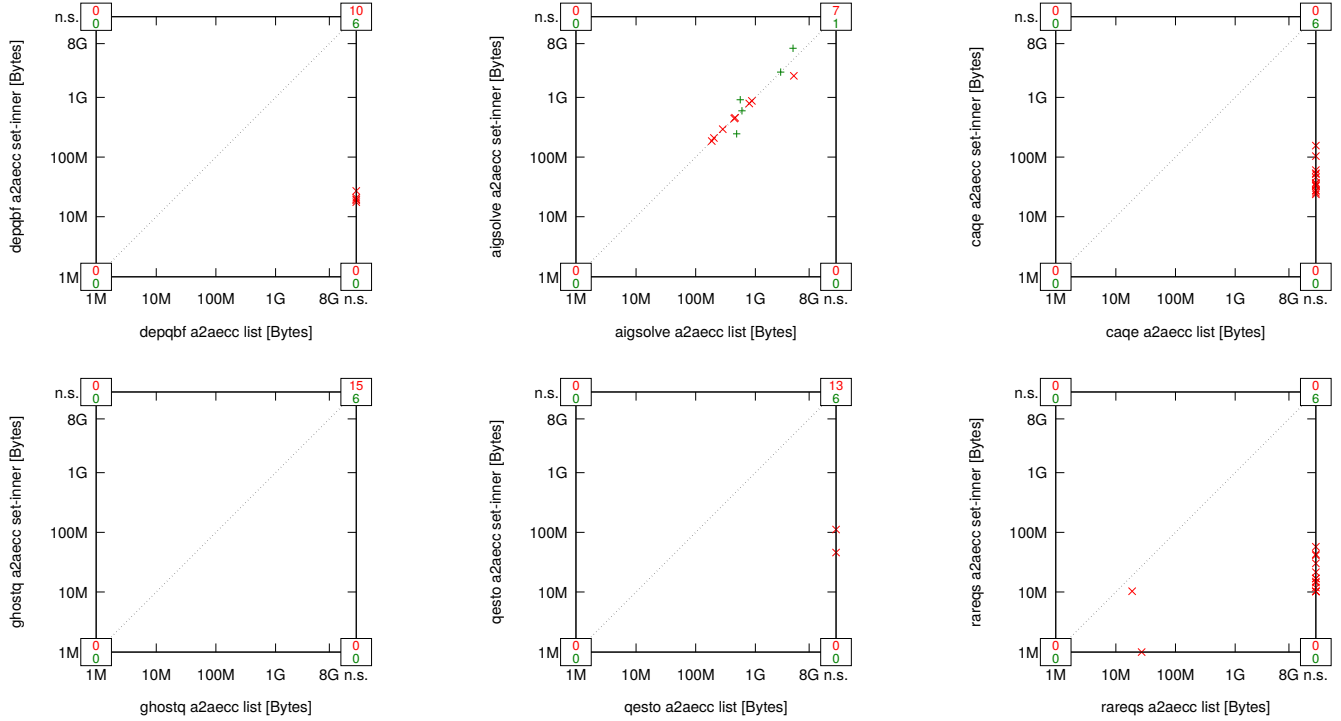 depqbf a2aecc set-inner [Bytes]
n.s.
8G
1G
100M
10M
1M
0
0
10
6
0
0
0
0
1M 10M 100M 1G 8G n.s.
depqbf a2aecc list [Bytes]
aigsolve a2aecc set-inner [Bytes]
n.s.
8G
1G
100M
10M
1M
0
0
7
1
0
0
0
0
1M 10M 100M 1G 8G n.s.
aigsolve a2aecc list [Bytes]
caqe a2aecc set-inner [Bytes]
n.s.
8G
1G
100M
10M
1M
0
0
0
6
0
0
0
0
1M 10M 100M 1G 8G n.s.
caqe a2aecc list [Bytes]
ghostq a2aecc set-inner [Bytes]
n.s.
8G
1G
100M
10M
1M
0
0
15
6
0
0
0
0
1M 10M 100M 1G 8G n.s.
ghostq a2aecc list [Bytes]
qesto a2aecc set-inner [Bytes]
n.s.
8G
1G
100M
10M
1M
0
0
13
6
0
0
0
0
1M 10M 100M 1G 8G n.s.
qesto a2aecc list [Bytes]
rareqs a2aecc set-inner [Bytes]
n.s.
8G
1G
100M
10M
1M
0
0
0
6
0
0
0
0
1M 10M 100M 1G 8G n.s.
rareqs a2aecc list [Bytes]